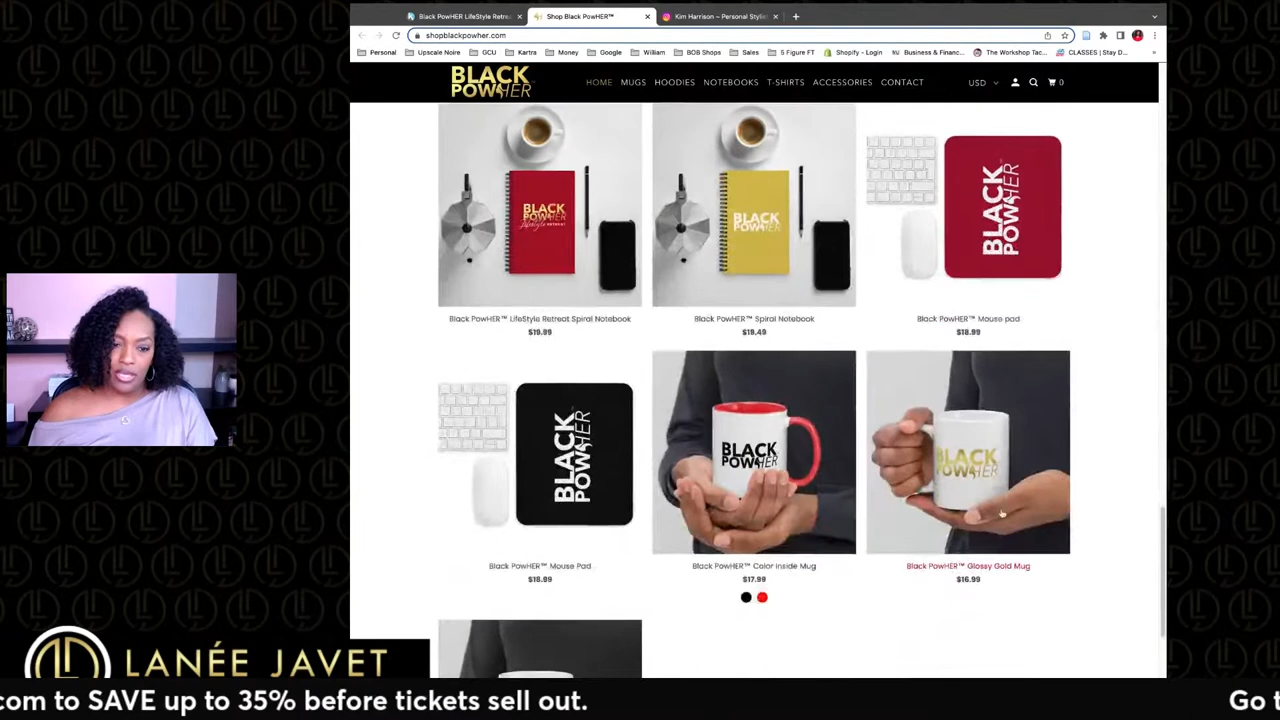 Black PowHER LifeStyle Retrea
Shop Black PowHER™
Kim Harrison ~ Personal Stylist
shopblackpowher.com
Personal
Upscale Noire
GCU
Kartra
Money
Google
William
BOB Shops
Sales
5 Figure FT
Shopify - Login
Business & Financ...
The Workshop Tac...
CLASSES | Stay D...
BLACK
POWHER
HOME
MUGS
HOODIES
NOTEBOOKS
T-SHIRTS
ACCESSORIES
CONTACT
USD
0
BLACK
POWHER
Lifestyle RETREAT
BLACK
POWHER
BLACK
POWHER
Black PowHER™ LifeStyle Retreat Spiral Notebook
$19.99
Black PowHER™ Spiral Notebook
$19.49
Black PowHER™ Mouse pad
$18.99
BLACK
POWHER
BLACK
POWHER
BLACK
POWHER
Black PowHER™ Mouse Pad
$18.99
Black PowHER™ Color Inside Mug
$17.99
Black PowHER™ Glossy Gold Mug
$16.99
LANÉE JAVET
com to SAVE up to 35% before tickets sell out.
Go t